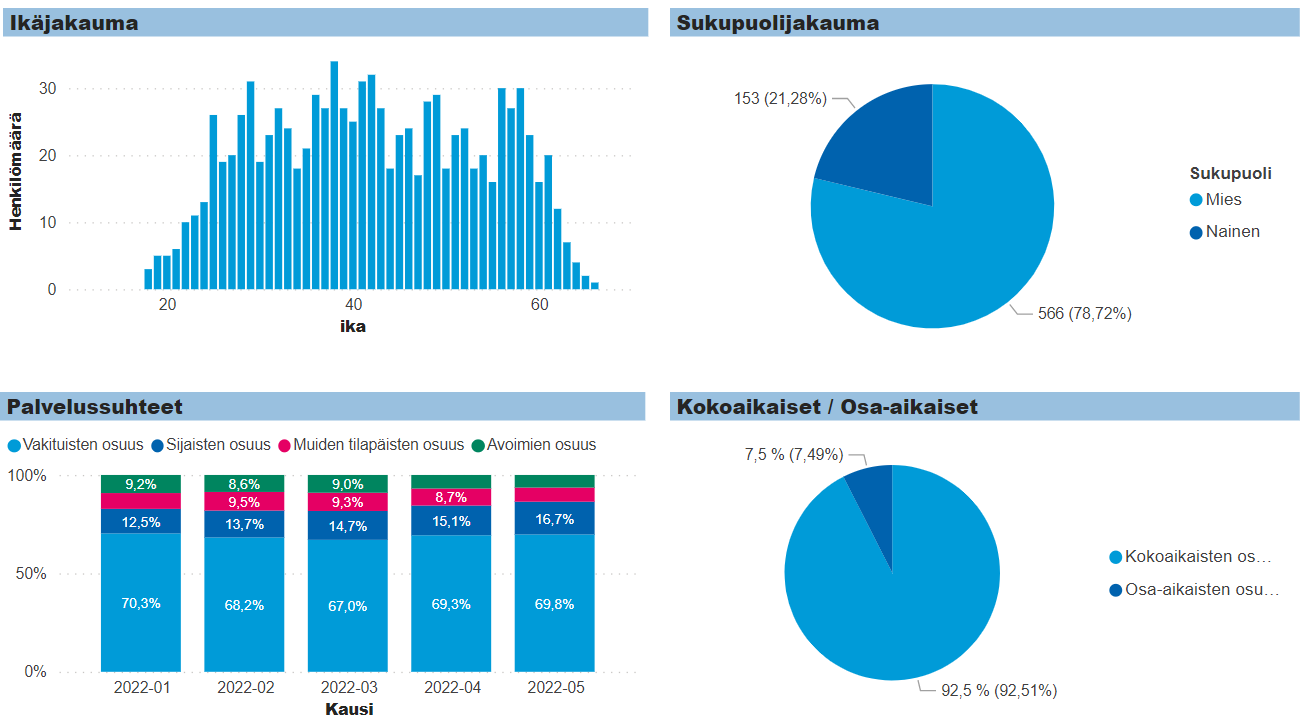 Ikäjakauma
Henkilömäärä
30
20
10
0
20 40 60
ika
Sukupuolijakauma
153 (21,28%)
566 (78,72%)
Sukupuoli
Mies
Nainen
Palvelussuhteet
Vakituisten osuus Sijaisten osuus Muiden tilapäisten osuus Avoimien osuus
100%
50%
0%
9,2% 8,6% 9,0%
9,5% 9,3% 8,7%
12,5% 13,7% 14,7% 15,1% 16,7%
70,3% 68,2% 67,0% 69,3% 69,8%
2022-01 2022-02 2022-03 2022-04 2022-05
Kausi
Kokoaikaiset / Osa-aikaiset
7,5 % (7,49%)
92,5 % (92,51%)
Kokoaikaisten os…
Osa-aikaisten osu…